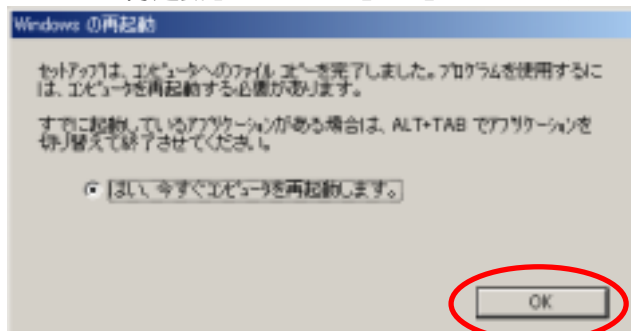 Windows の再起動
セットアップは、コンピュータへのファイル コピーを完了しました。プログラムを使用するに
は、コンピュータを再起動する必要があります。
すでに起動しているアプリケーションがある場合は、ALT+TAB でアプリケーションを
切り替えて終了させてください。
はい、今すぐコンピュータを再起動します。
OK